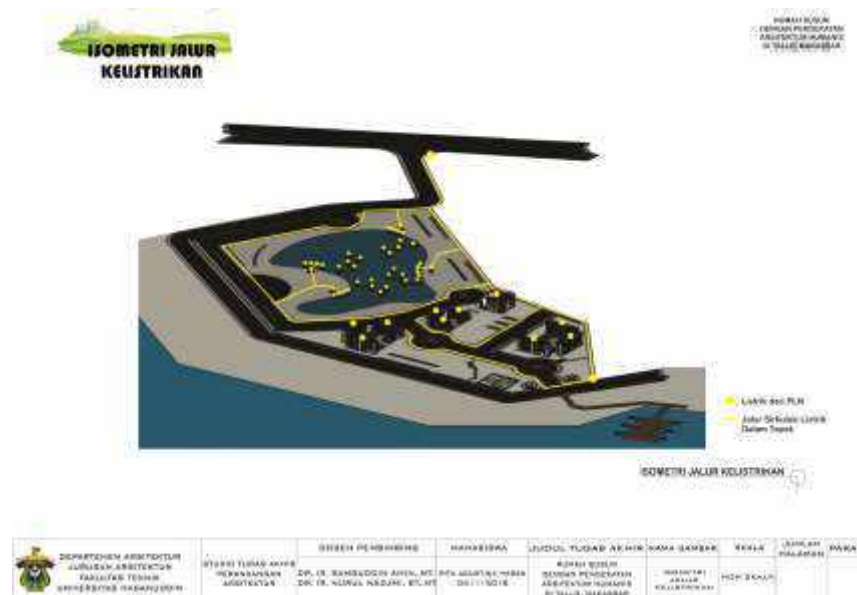 ISOMETRI JALUR
KELISTRIKAN
RUMAH SUSUN
DENGAN PENDEKATAN
ARSITEKTUR HUMANIS
DI TALLO MAKASSAR
Listrik dari PLN
Jalur Sirkulasi Listrik
Dalam Tapak
ISOMETRI JALUR KELISTRIKAN
DEPARTEMEN ARSITEKTUR
JURUSAN ARSITEKTUR
FAKULTAS TEKNIK
UNIVERSITAS HASANUDDIN
STUDIO TUGAS AKHIR
PERANCANGAN
ARSITEKTUR
DOSEN PEMBIMBING
MAHASISWA
JUDUL TUGAS AKHIR
RUMAH SUSUN
DENGAN PENDEKATAN
ARSITEKTUR HUMANIS
DI TALLO MAKASSAR
NAMA GAMBAR
ISOMETRI
JALUR
KELISTRIKAN
SKALA
NON SKALA
JUMLAH
HALAMAN
PARA